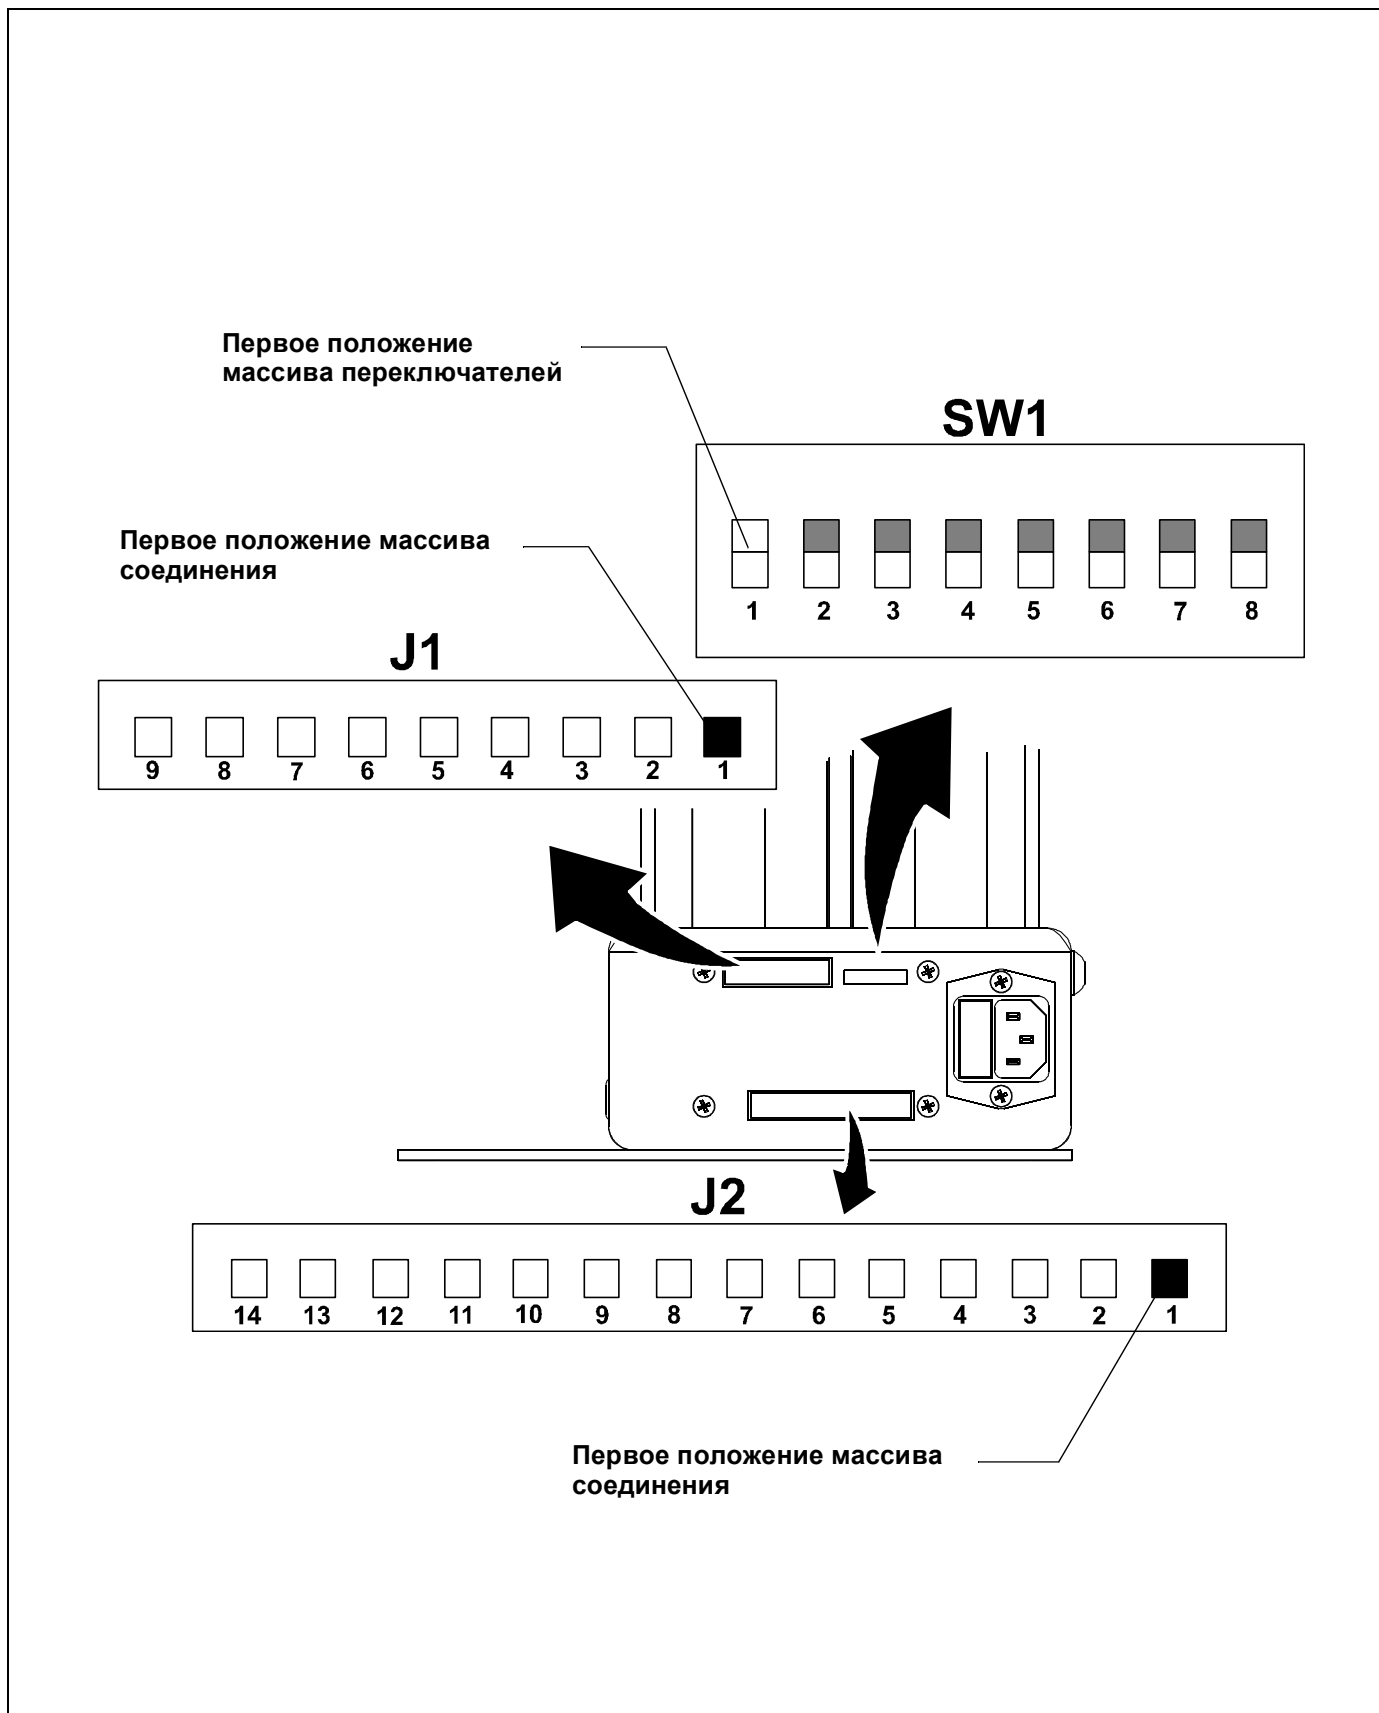 Первое положение
массива переключателей
SW1
1 2 3 4 5 6 7 8
Первое положение массива
соединения
J1
9 8 7 6 5 4 3 2 1
J2
14 13 12 11 10 9 8 7 6 5 4 3 2 1
Первое положение массива
соединения